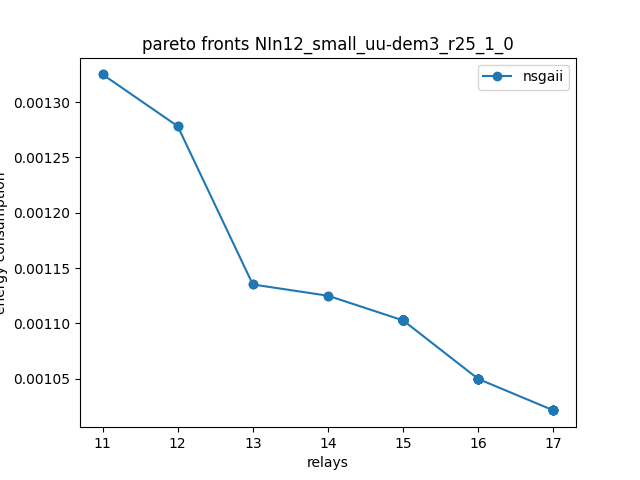 pareto fronts NIn12_small_uu-dem3_r25_1_0
nsgaii
0.00130
0.00125
0.00120
0.00115
0.00110
0.00105
energy consumption
11 12 13 14 15 16 17
relays